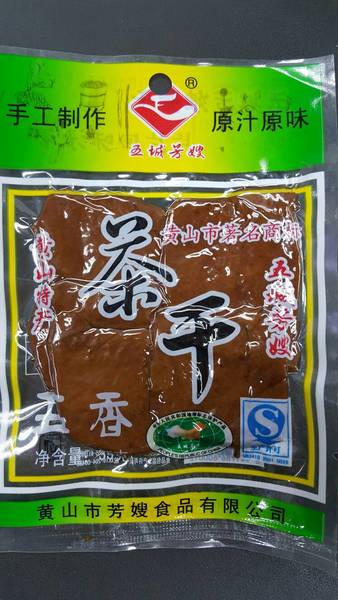 手工制作
®
原汁原味
五城芳嫂
黄山市著名商标
黄山特产
茶干
五城芳嫂
五香
净含量
黄山市芳嫂食品有限公司